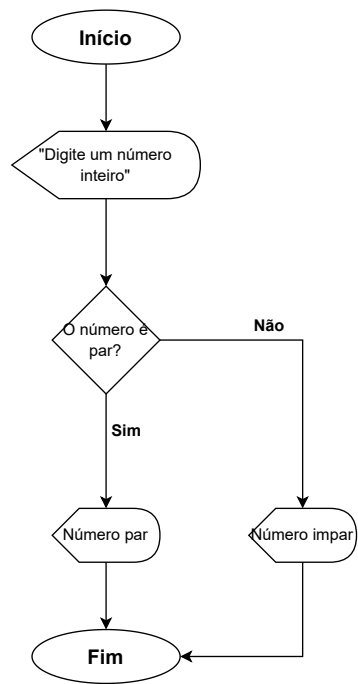 Início
"Digite um número
inteiro"
O número é
par?
Não
Sim
Número par
Número impar
Fim